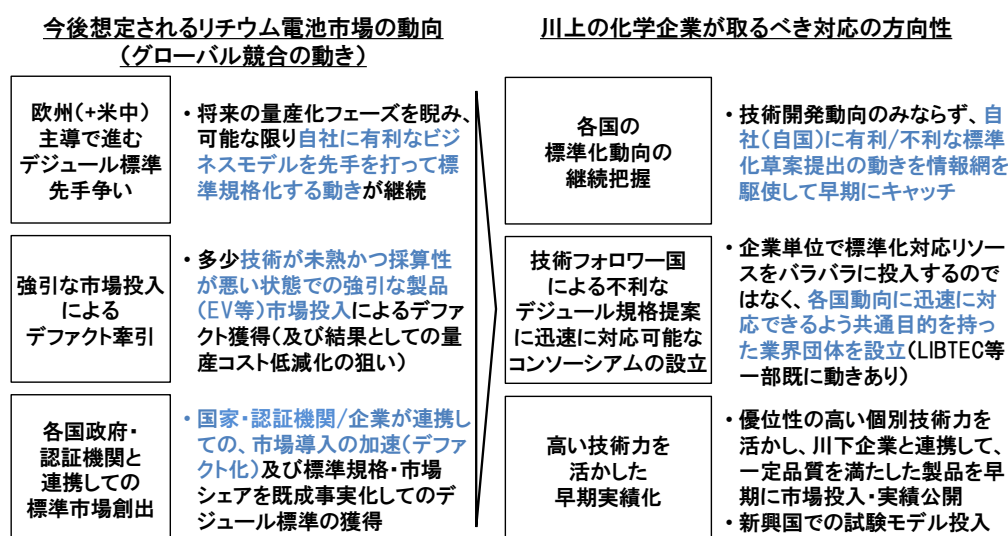 今後想定されるリチウム電池市場の動向
(グローバル競合の動き)
欧州(+米中)
主導で進む
デジュール標準
先手争い
・将来の量産化フェーズを睨み、
可能な限り自社に有利なビジ
ネスモデルを先手を打って標
準規格化する動きが継続
強引な市場投入
による
デファクト牽引
・多少技術が未熟かつ採算性
が悪い状態での強引な製品
(EV等)市場投入によるデファ
クト獲得(及び結果としての量
産コスト低減化の狙い)
各国政府・
認証機関と
連携しての
標準市場創出
・国家・認証機関/企業が連携し
ての、市場導入の加速(デファ
クト化)及び標準規格・市場
シェアを既成事実化してのデ
ジュール標準の獲得
川上の化学企業が取るべき対応の方向性
各国の
標準化動向の
継続把握
・技術開発動向のみならず、自
社(自国)に有利/不利な標準
化草案提出の動きを情報網を
駆使して早期にキャッチ
技術フォロワー国
による不利な
デジュール規格提案
に迅速に対応可能な
コンソーシアムの設立
・企業単位で標準化対応リソー
スをバラバラに投入するので
はなく、各国動向に迅速に対
応できるよう共通目的を持っ
た業界団体を設立(LIBTEC等
一部既に動きあり)
高い技術力を
活かした
早期実績化
・優位性の高い個別技術力を
活かし、川下企業と連携して、
一定品質を満たした製品を早
期に市場投入・実績公開
・新興国での試験モデル投入